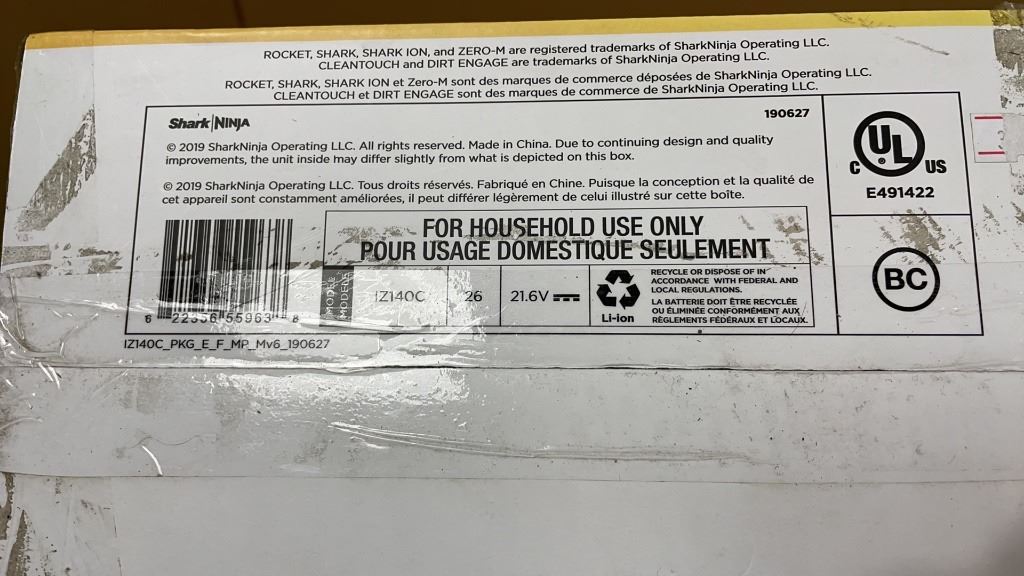 ROCKET, SHARK, SHARK ION, and ZERO-M are registered trademarks of SharkNinja Operating LLC.
CLEANTOUCH and DIRT ENGAGE are trademarks of SharkNinja Operating LLC.
ROCKET, SHARK, SHARK ION et Zero-M sont des marques de commerce déposées de SharkNinja Operating LLC.
CLEANTOUCH et DIRT ENGAGE sont des marques de commerce de SharkNinja Operating LLC.
Shark|NINJA
190627
© 2019 SharkNinja Operating LLC. All rights reserved. Made in China. Due to continuing design and quality
improvements, the unit inside may differ slightly from what is depicted on this box.
© 2019 SharkNinja Operating LLC. Tous droits réservés. Fabriqué en Chine. Puisque la conception et la qualité de
cet appareil sont constamment améliorées, il peut différer légèrement de celui illustré sur cette boîte.
C UL US
E491422
FOR HOUSEHOLD USE ONLY
POUR USAGE DOMESTIQUE SEULEMENT
IZ140C
26
21.6V
Li-ion
RECYCLE OR DISPOSE OF IN
ACCORDANCE WITH FEDERAL AND
LOCAL REGULATIONS.
LA BATTERIE DOIT ÊTRE RECYCLÉE
OU ÉLIMINÉE CONFORMÉMENT AUX
RÈGLEMENTS FÉDÉRAUX ET LOCAUX.
BC
6 22356 55963 8
IZ140C_PKG_E_F_MP_Mv6_190627